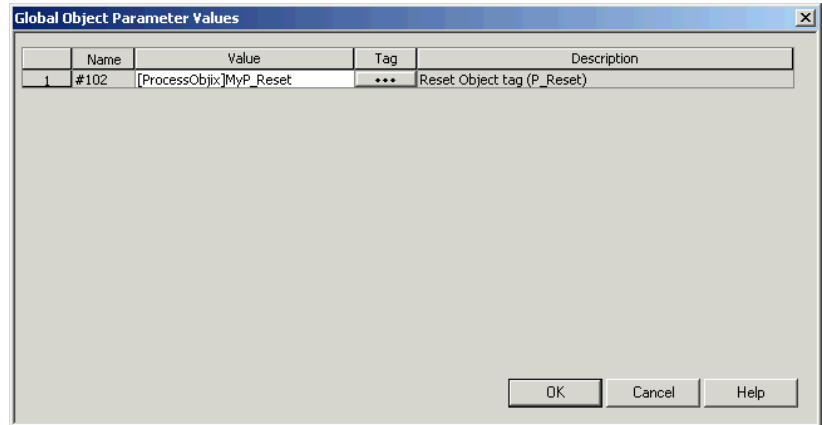 Global Object Parameter Values
Name Value Tag Description
1 #102 [ProcessObjix]MyP_Reset ••• Reset Object tag (P_Reset)
OK Cancel Help